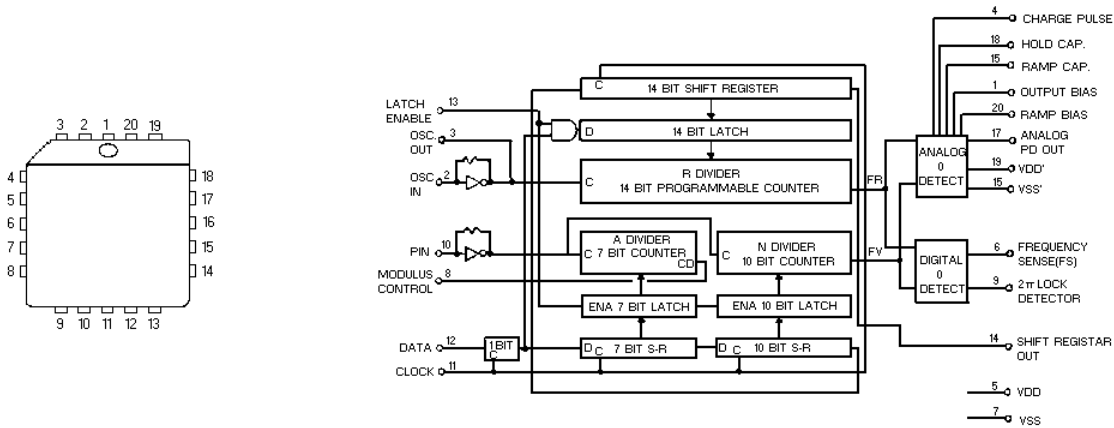 3 2 1 20 19
4
5
6
7
8
18
17
16
15
14
9 10 11 12 13
LATCH
ENABLE
13
OSC.
OUT
3
OSC
IN
2
PIN
10
MODULUS
CONTROL
8
DATA
12
CLOCK
11
1BIT
C
C
14 BIT SHIFT REGISTER
D
14 BIT LATCH
C
R DIVIDER
14 BIT PROGRAMMABLE COUNTER
A DIVIDER
C 7 BIT COUNTER
CD
N DIVIDER
C 10 BIT COUNTER
ENA 7 BIT LATCH
ENA 10 BIT LATCH
D C 7 BIT S-R
D C 10 BIT S-R
FR
FV
ANALOG
0
DETECT
DIGITAL
0
DETECT
4 CHARGE PULSE
18 HOLD CAP.
15 RAMP CAP.
1 OUTPUT BIAS
20 RAMP BIAS
17 ANALOG
PD OUT
19 VDD'
15 VSS'
6 FREQUENCY
SENSE(FS)
9 2π LOCK
DETECTOR
14 SHIFT REGISTAR
OUT
5 VDD
7 VSS